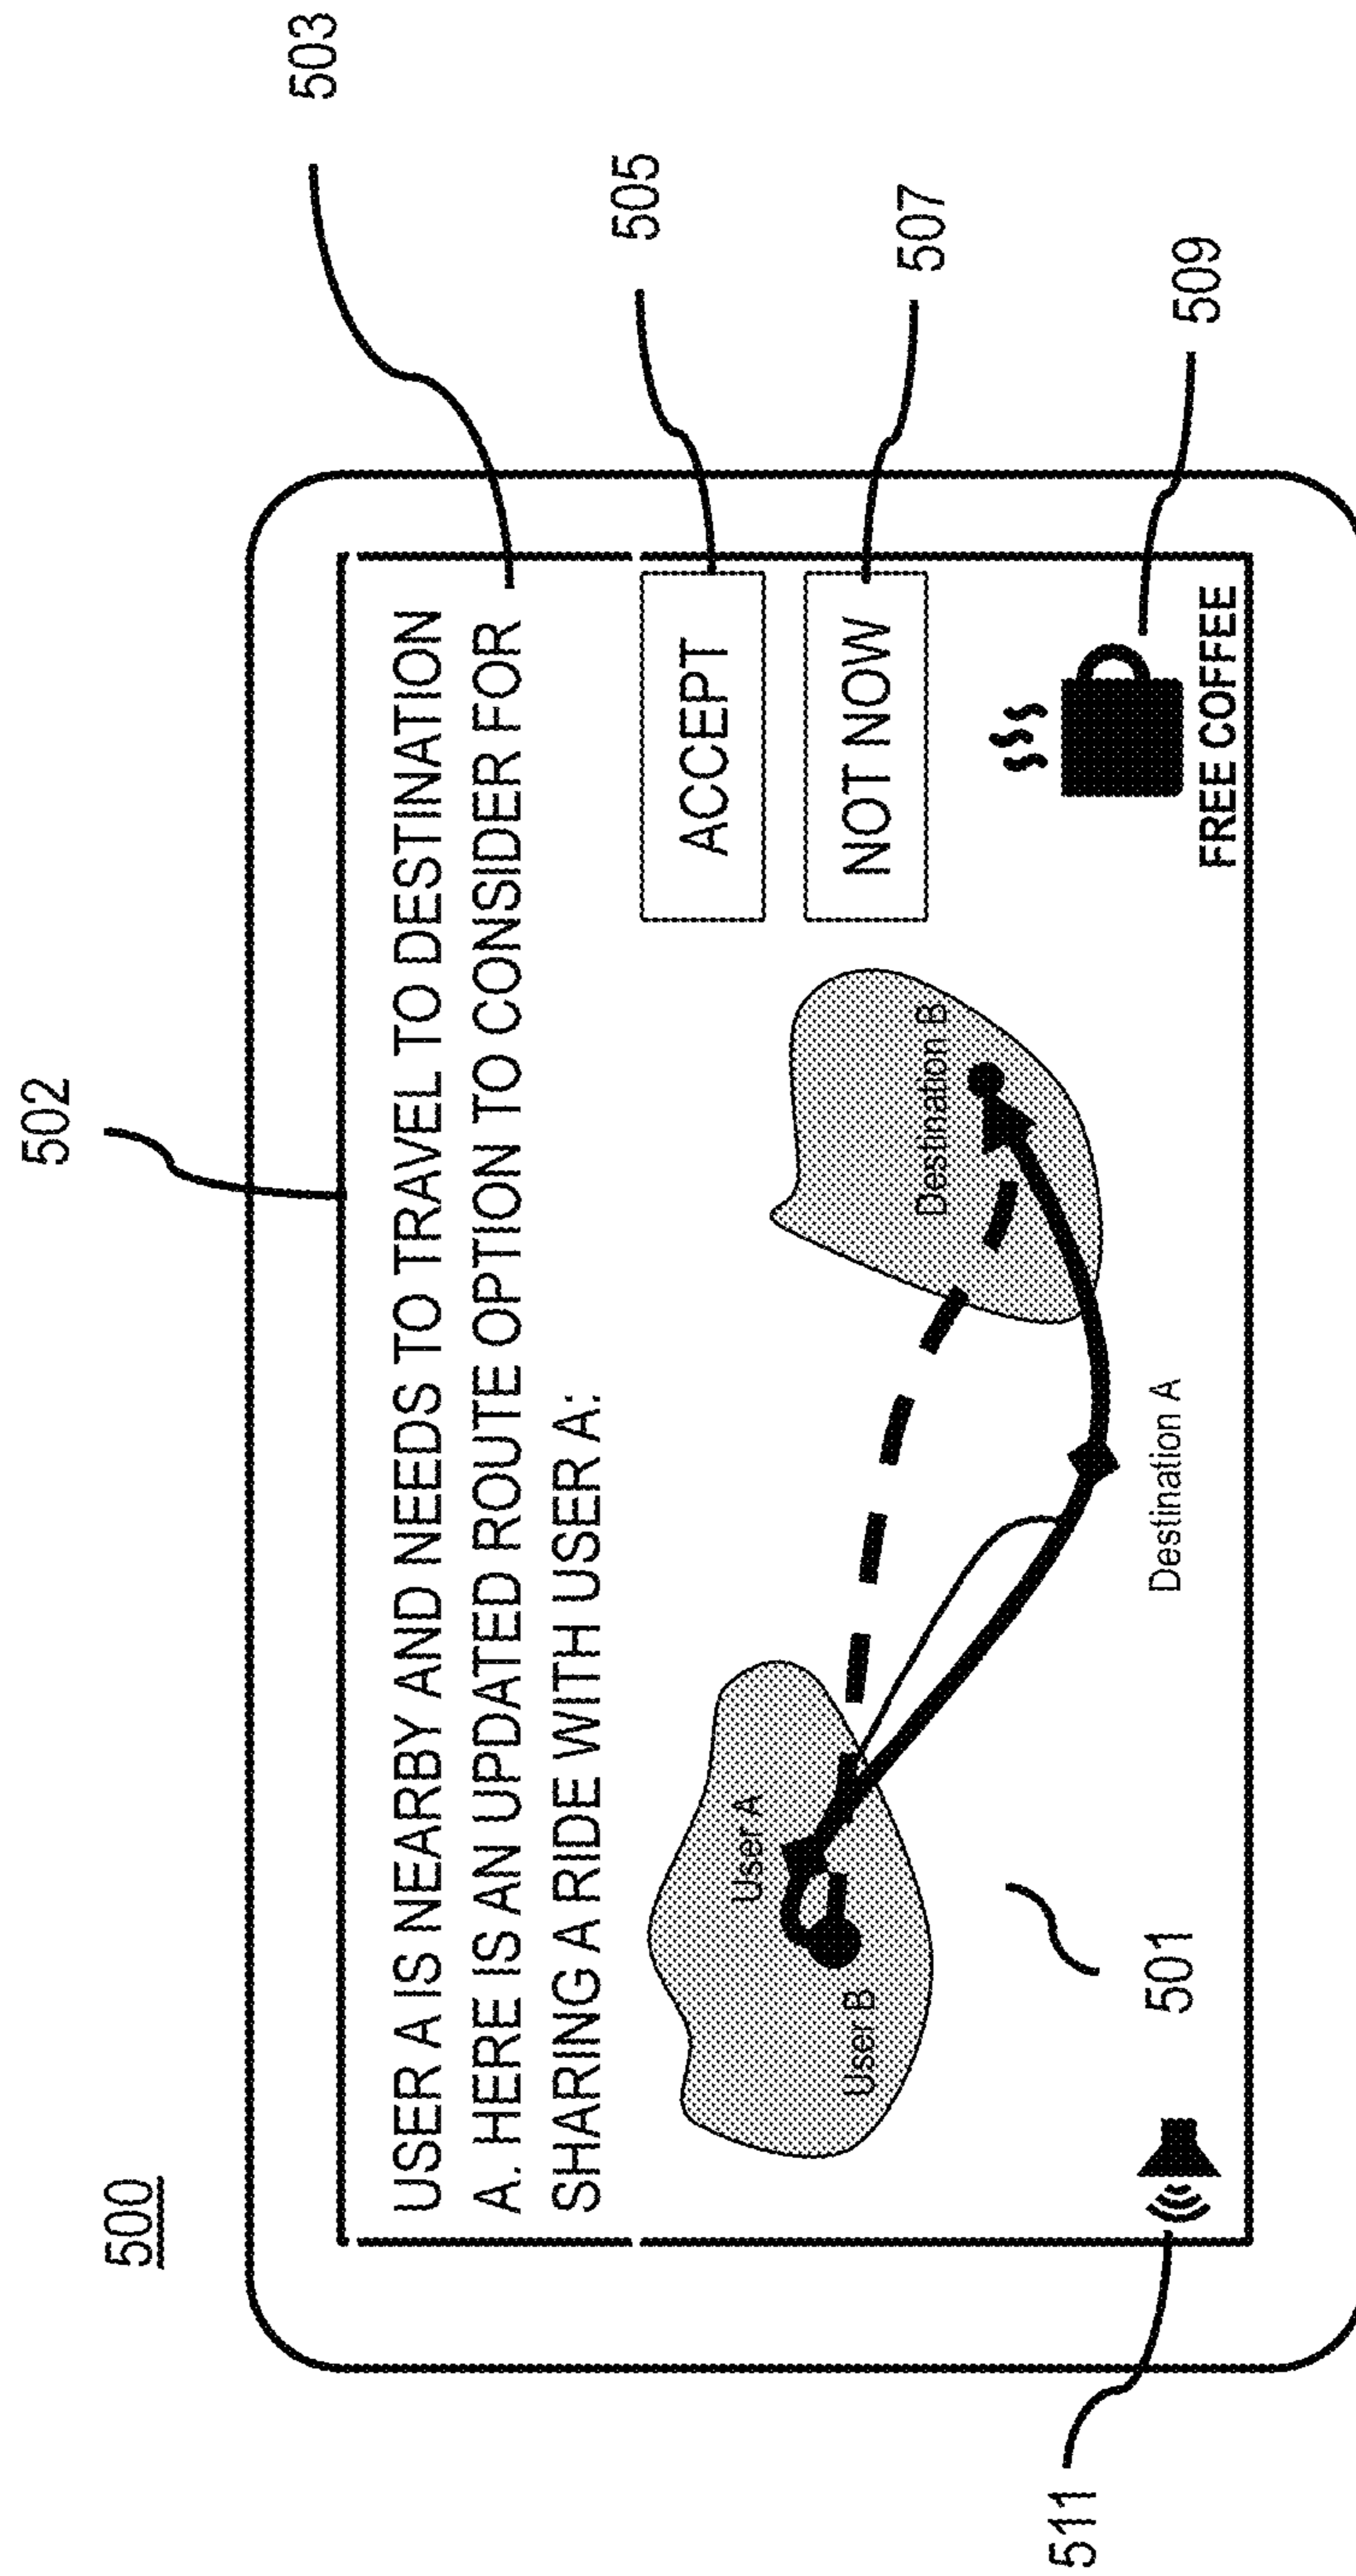 500
502
503
USER A IS NEARBY AND NEEDS TO TRAVEL TO DESTINATION
A. HERE IS AN UPDATED ROUTE OPTION TO CONSIDER FOR
SHARING A RIDE WITH USER A:
505
ACCEPT
507
NOT NOW
User A
User B
Destination B
Destination A
501
509
FREE COFFEE
511